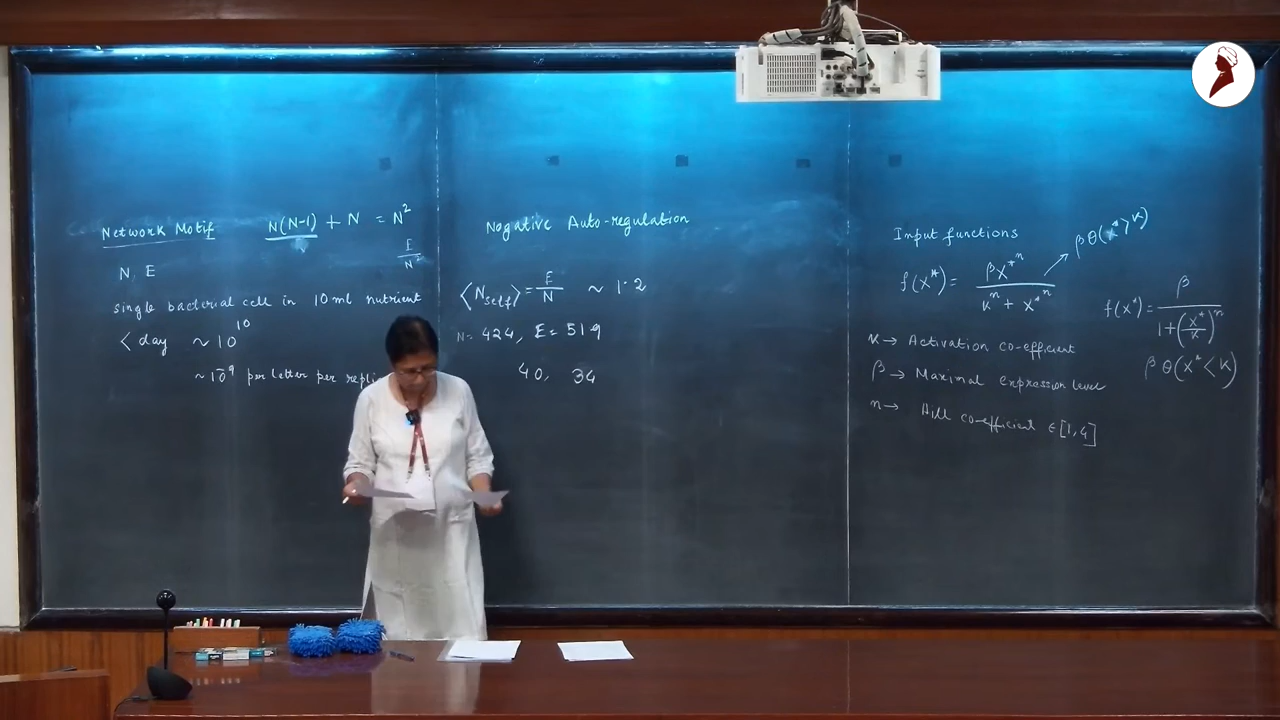 Network Motif N(N-1) + N = N²
E/N²
N, E
single bacterial cell in 10 ml nutrient
< day ~ 10¹⁰
~ 10⁻⁹ per letter per
Negative Auto-regulation
⟨N_self⟩ = E/N ~ 1.2
N = 424, E = 519
40, 34
Input functions
f(X*) = βX*ⁿ / (Kⁿ + X*ⁿ) → βθ(X* > K)
f(X*) = β / (1 + (X*/K)ⁿ)
βθ(X* < K)
K → Activation co-efficient
β → Maximal expression level
n → Hill co-efficient ∈ [1,4]